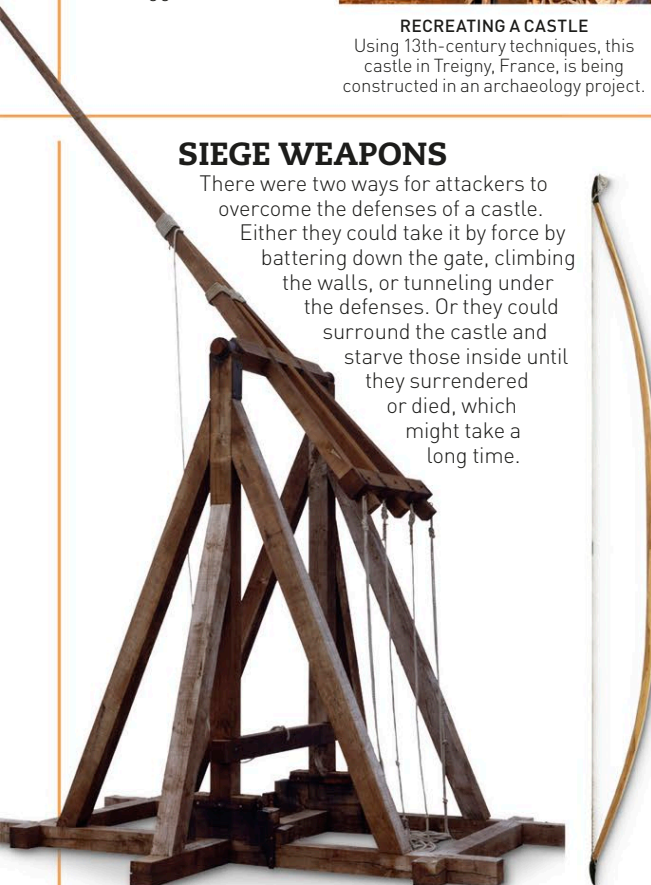 RECREATING A CASTLE
Using 13th-century techniques, this
castle in Treigny, France, is being
constructed in an archaeology project.
SIEGE WEAPONS
There were two ways for attackers to
overcome the defenses of a castle.
Either they could take it by force by
battering down the gate, climbing
the walls, or tunneling under
the defenses. Or they could
surround the castle and
starve those inside until
they surrendered
or died, which
might take a
long time.